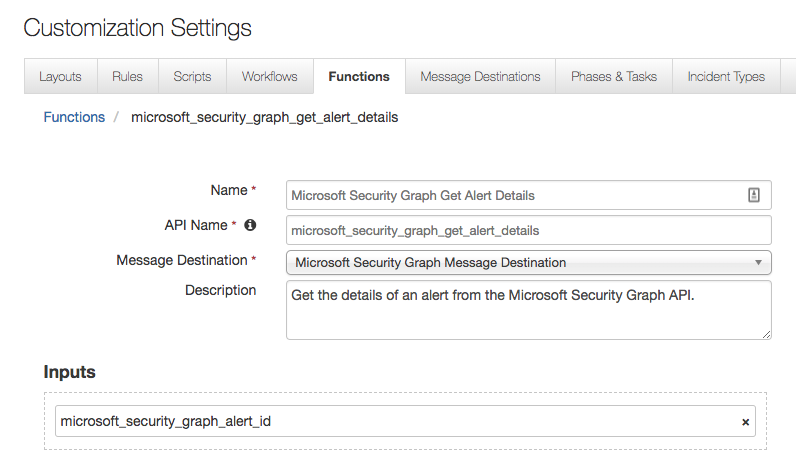 Customization Settings
Layouts Rules Scripts Workflows Functions Message Destinations Phases & Tasks Incident Types
Functions / microsoft_security_graph_get_alert_details
Name * Microsoft Security Graph Get Alert Details
API Name * microsoft_security_graph_get_alert_details
Message Destination * Microsoft Security Graph Message Destination
Description Get the details of an alert from the Microsoft Security Graph API.
Inputs
microsoft_security_graph_alert_id ×